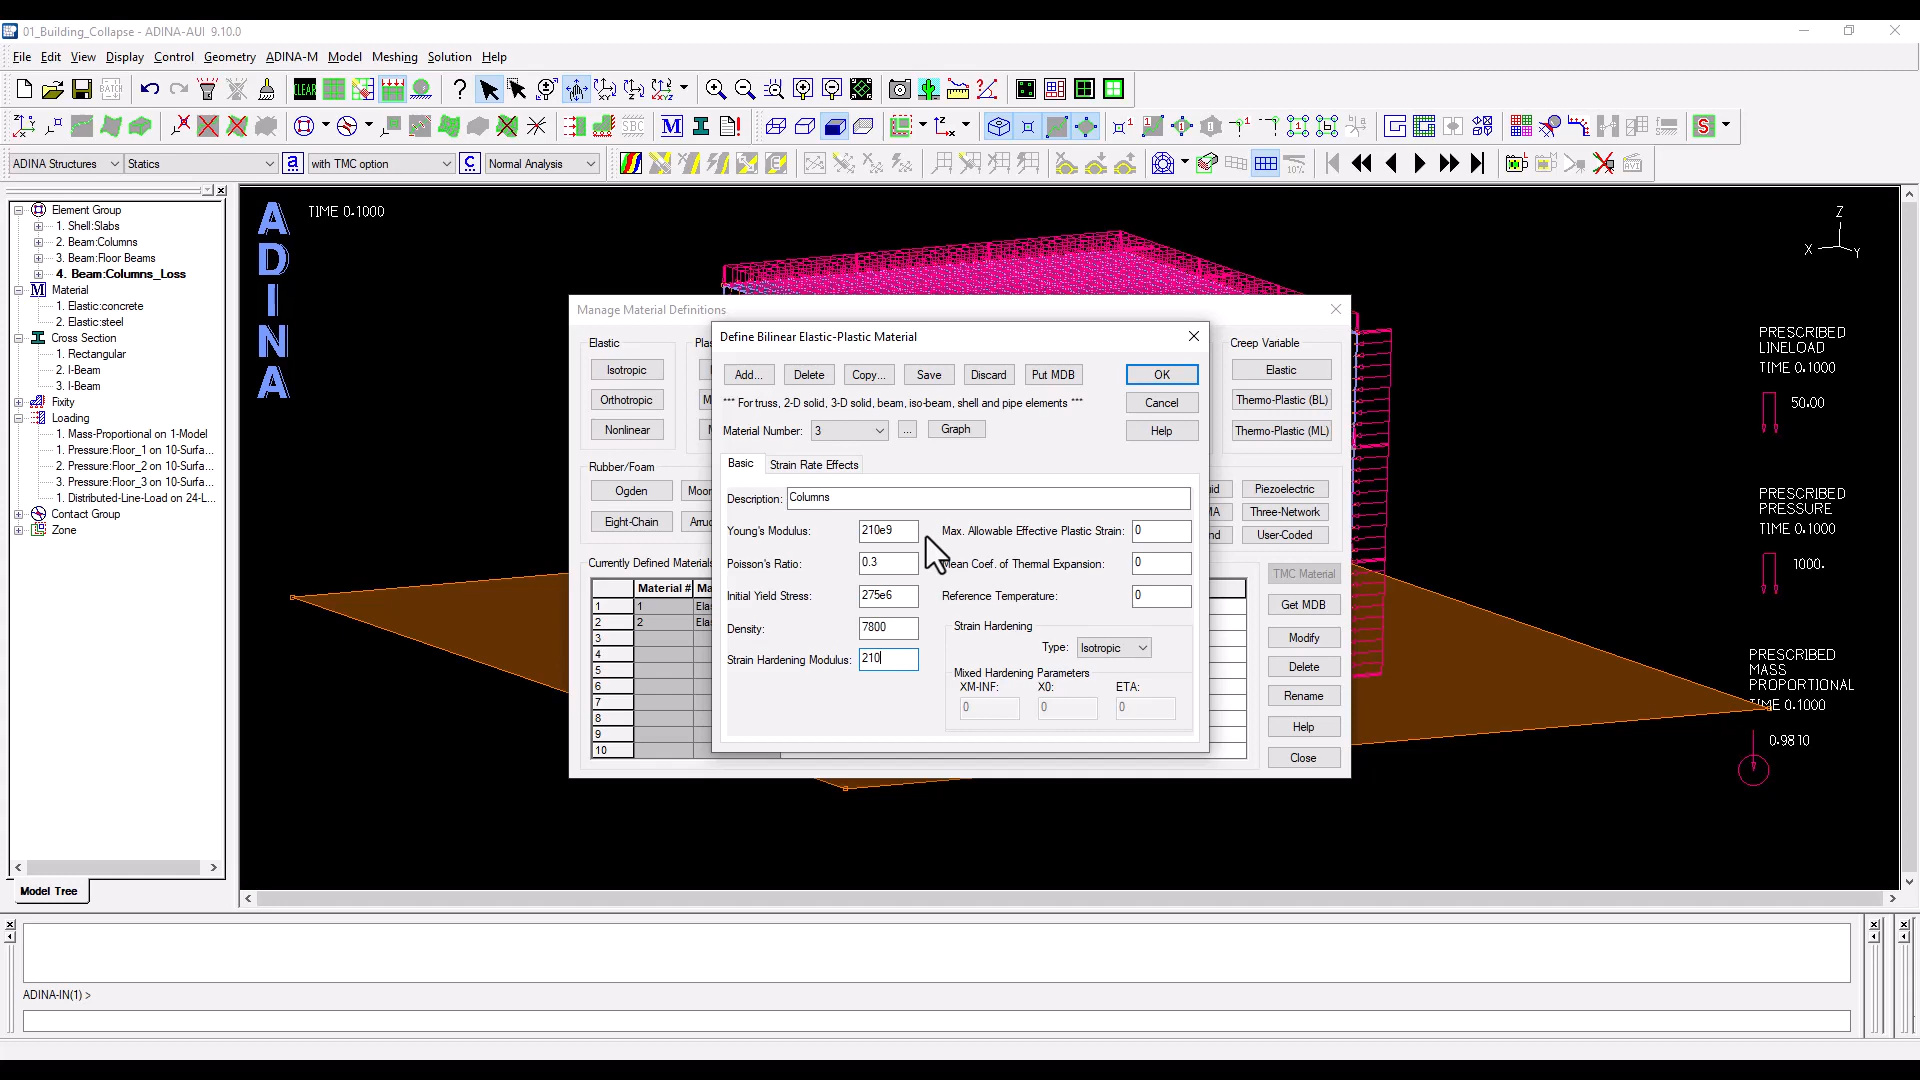 01_Building_Collapse - ADINA-AUI 9.10.0
File Edit View Display Control Geometry ADINA-M Model Meshing Solution Help
CLEAR
ADINA Structures Statics with TMC option Normal Analysis
Element Group
1. Shell:Slabs
2. Beam:Columns
3. Beam:Floor Beams
4. Beam:Columns_Loss
Material
1. Elastic:concrete
2. Elastic:steel
Cross Section
1. Rectangular
2. I-Beam
3. I-Beam
Fixity
Loading
1. Mass-Proportional on 1-Model
1. Pressure:Floor_1 on 10-Surfa...
2. Pressure:Floor_2 on 10-Surfa...
3. Pressure:Floor_3 on 10-Surfa...
1. Distributed-Line-Load on 24-L...
Contact Group
Zone
Model Tree
ADINA
TIME 0.1000
Z
X
Y
PRESCRIBED
LINELOAD
TIME 0.1000
50.00
PRESCRIBED
PRESSURE
TIME 0.1000
1000.
PRESCRIBED
MASS
PROPORTIONAL
TIME 0.1000
0.9810
Manage Material Definitions
Elastic
Isotropic
Orthotropic
Nonlinear
Rubber/Foam
Ogden
Eight-Chain
Currently Defined Materials
Material #
1 1 Ela
2 2 Ela
3
4
5
6
7
8
9
10
Creep Variable
Elastic
Thermo-Plastic (BL)
Thermo-Plastic (ML)
Piezoelectric
Three-Network
User-Coded
TMC Material
Get MDB
Modify
Delete
Rename
Help
Close
Define Bilinear Elastic-Plastic Material
Add... Delete Copy... Save Discard Put MDB OK
*** For truss, 2-D solid, 3-D solid, beam, iso-beam, shell and pipe elements *** Cancel
Material Number: 3 ... Graph Help
Basic Strain Rate Effects
Description: Columns
Young's Modulus: 210e9 Max. Allowable Effective Plastic Strain: 0
Poisson's Ratio: 0.3 Mean Coef. of Thermal Expansion: 0
Initial Yield Stress: 275e6 Reference Temperature: 0
Density: 7800 Strain Hardening
Type: Isotropic
Strain Hardening Modulus: 210
Mixed Hardening Parameters
XM-INF: X0: ETA:
0 0 0
ADINA-IN(1) >